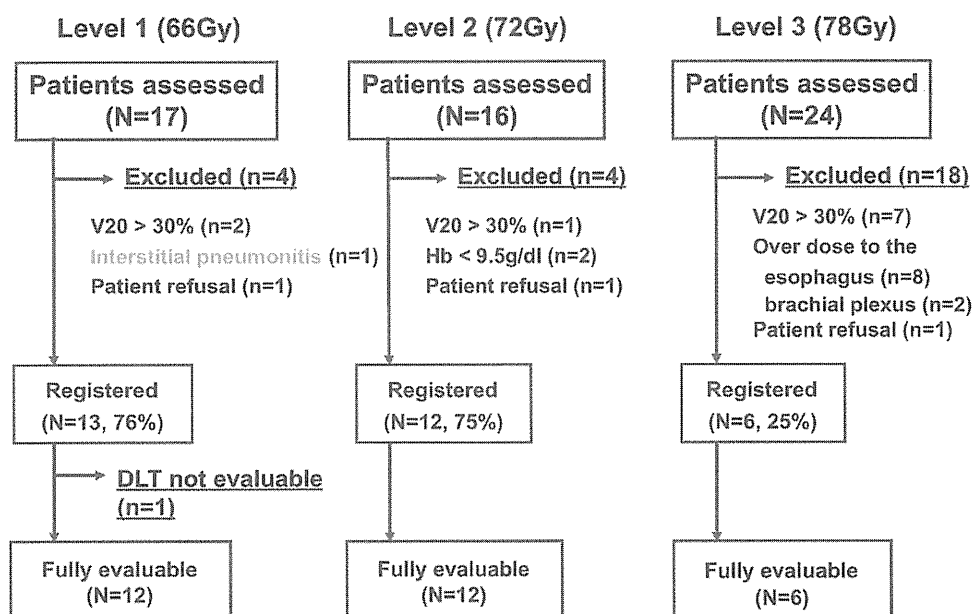 Level 1 (66Gy)
Patients assessed
(N=17)
Excluded (n=4)
V20 > 30% (n=2)
Interstitial pneumonitis (n=1)
Patient refusal (n=1)
Registered
(N=13, 76%)
DLT not evaluable
(n=1)
Fully evaluable
(N=12)
Level 2 (72Gy)
Patients assessed
(N=16)
Excluded (n=4)
V20 > 30% (n=1)
Hb < 9.5g/dl (n=2)
Patient refusal (n=1)
Registered
(N=12, 75%)
Fully evaluable
(N=12)
Level 3 (78Gy)
Patients assessed
(N=24)
Excluded (n=18)
V20 > 30% (n=7)
Over dose to the
esophagus (n=8)
brachial plexus (n=2)
Patient refusal (n=1)
Registered
(N=6, 25%)
Fully evaluable
(N=6)